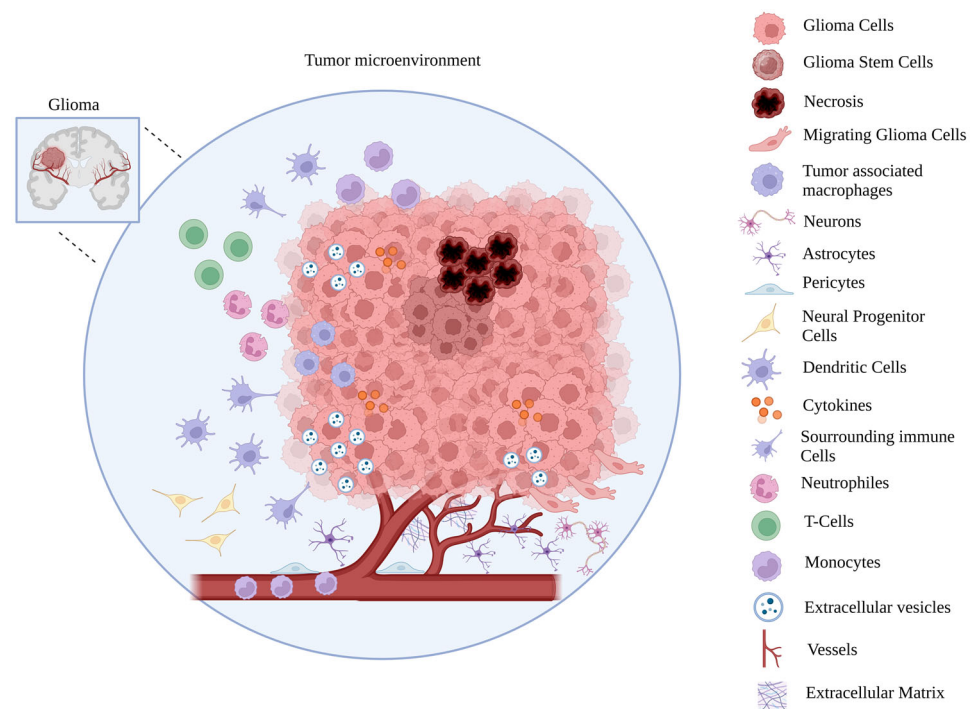 Tumor microenvironment
Glioma
Glioma Cells
Glioma Stem Cells
Necrosis
Migrating Glioma Cells
Tumor associated
macrophages
Neurons
Astrocytes
Pericytes
Neural Progenitor
Cells
Dendritic Cells
Cytokines
Sourrounding immune
Cells
Neutrophiles
T-Cells
Monocytes
Extracellular vesicles
Vessels
Extracellular Matrix